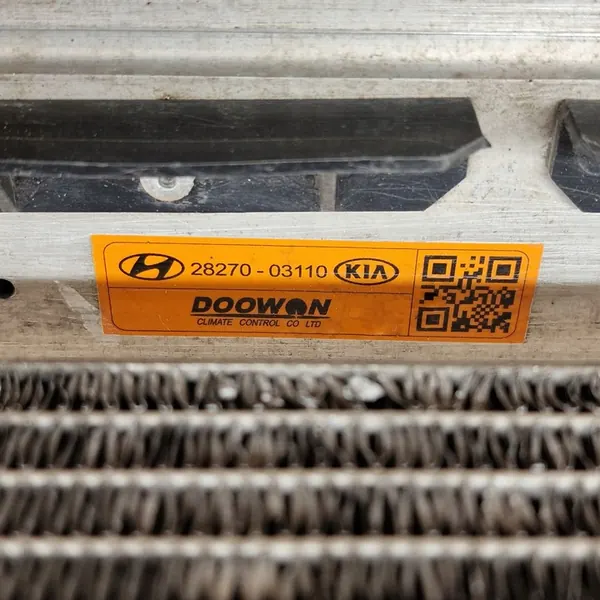 28270 - 03110 KIA
DOOWON
CLIMATE CONTROL CO LTD